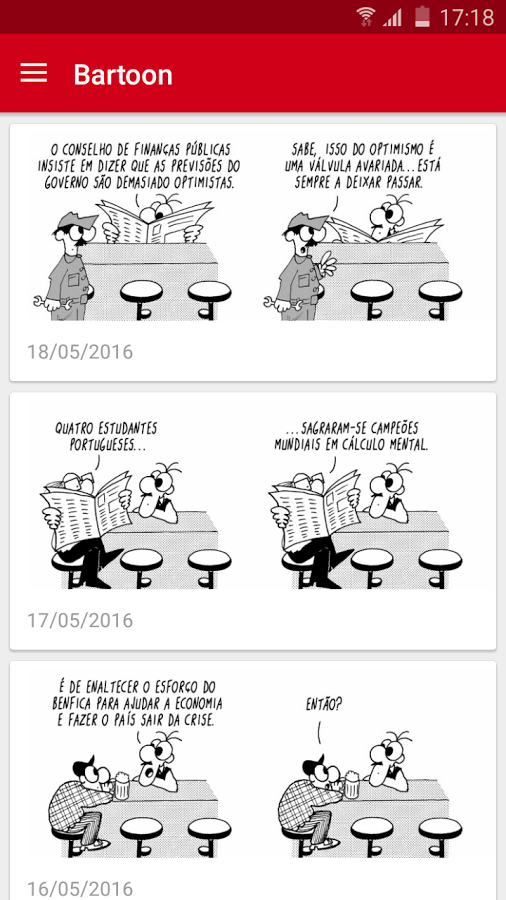 17:18
Bartoon
O CONSELHO DE FINANÇAS PÚBLICAS
INSISTE EM DIZER QUE AS PREVISÕES DO
GOVERNO SÃO DEMASIADO OPTIMISTAS.
SABE, ISSO DO OPTIMISMO É
UMA VÁLVULA AVARIADA...ESTÁ
SEMPRE A DEIXAR PASSAR.
18/05/2016
QUATRO ESTUDANTES
PORTUGUESES...
...SAGRARAM-SE CAMPEÕES
MUNDIAIS EM CÁLCULO MENTAL.
17/05/2016
É DE ENALTECER O ESFORÇO DO
BENFICA PARA AJUDAR A ECONOMIA
E FAZER O PAÍS SAIR DA CRISE.
ENTÃO?
16/05/2016